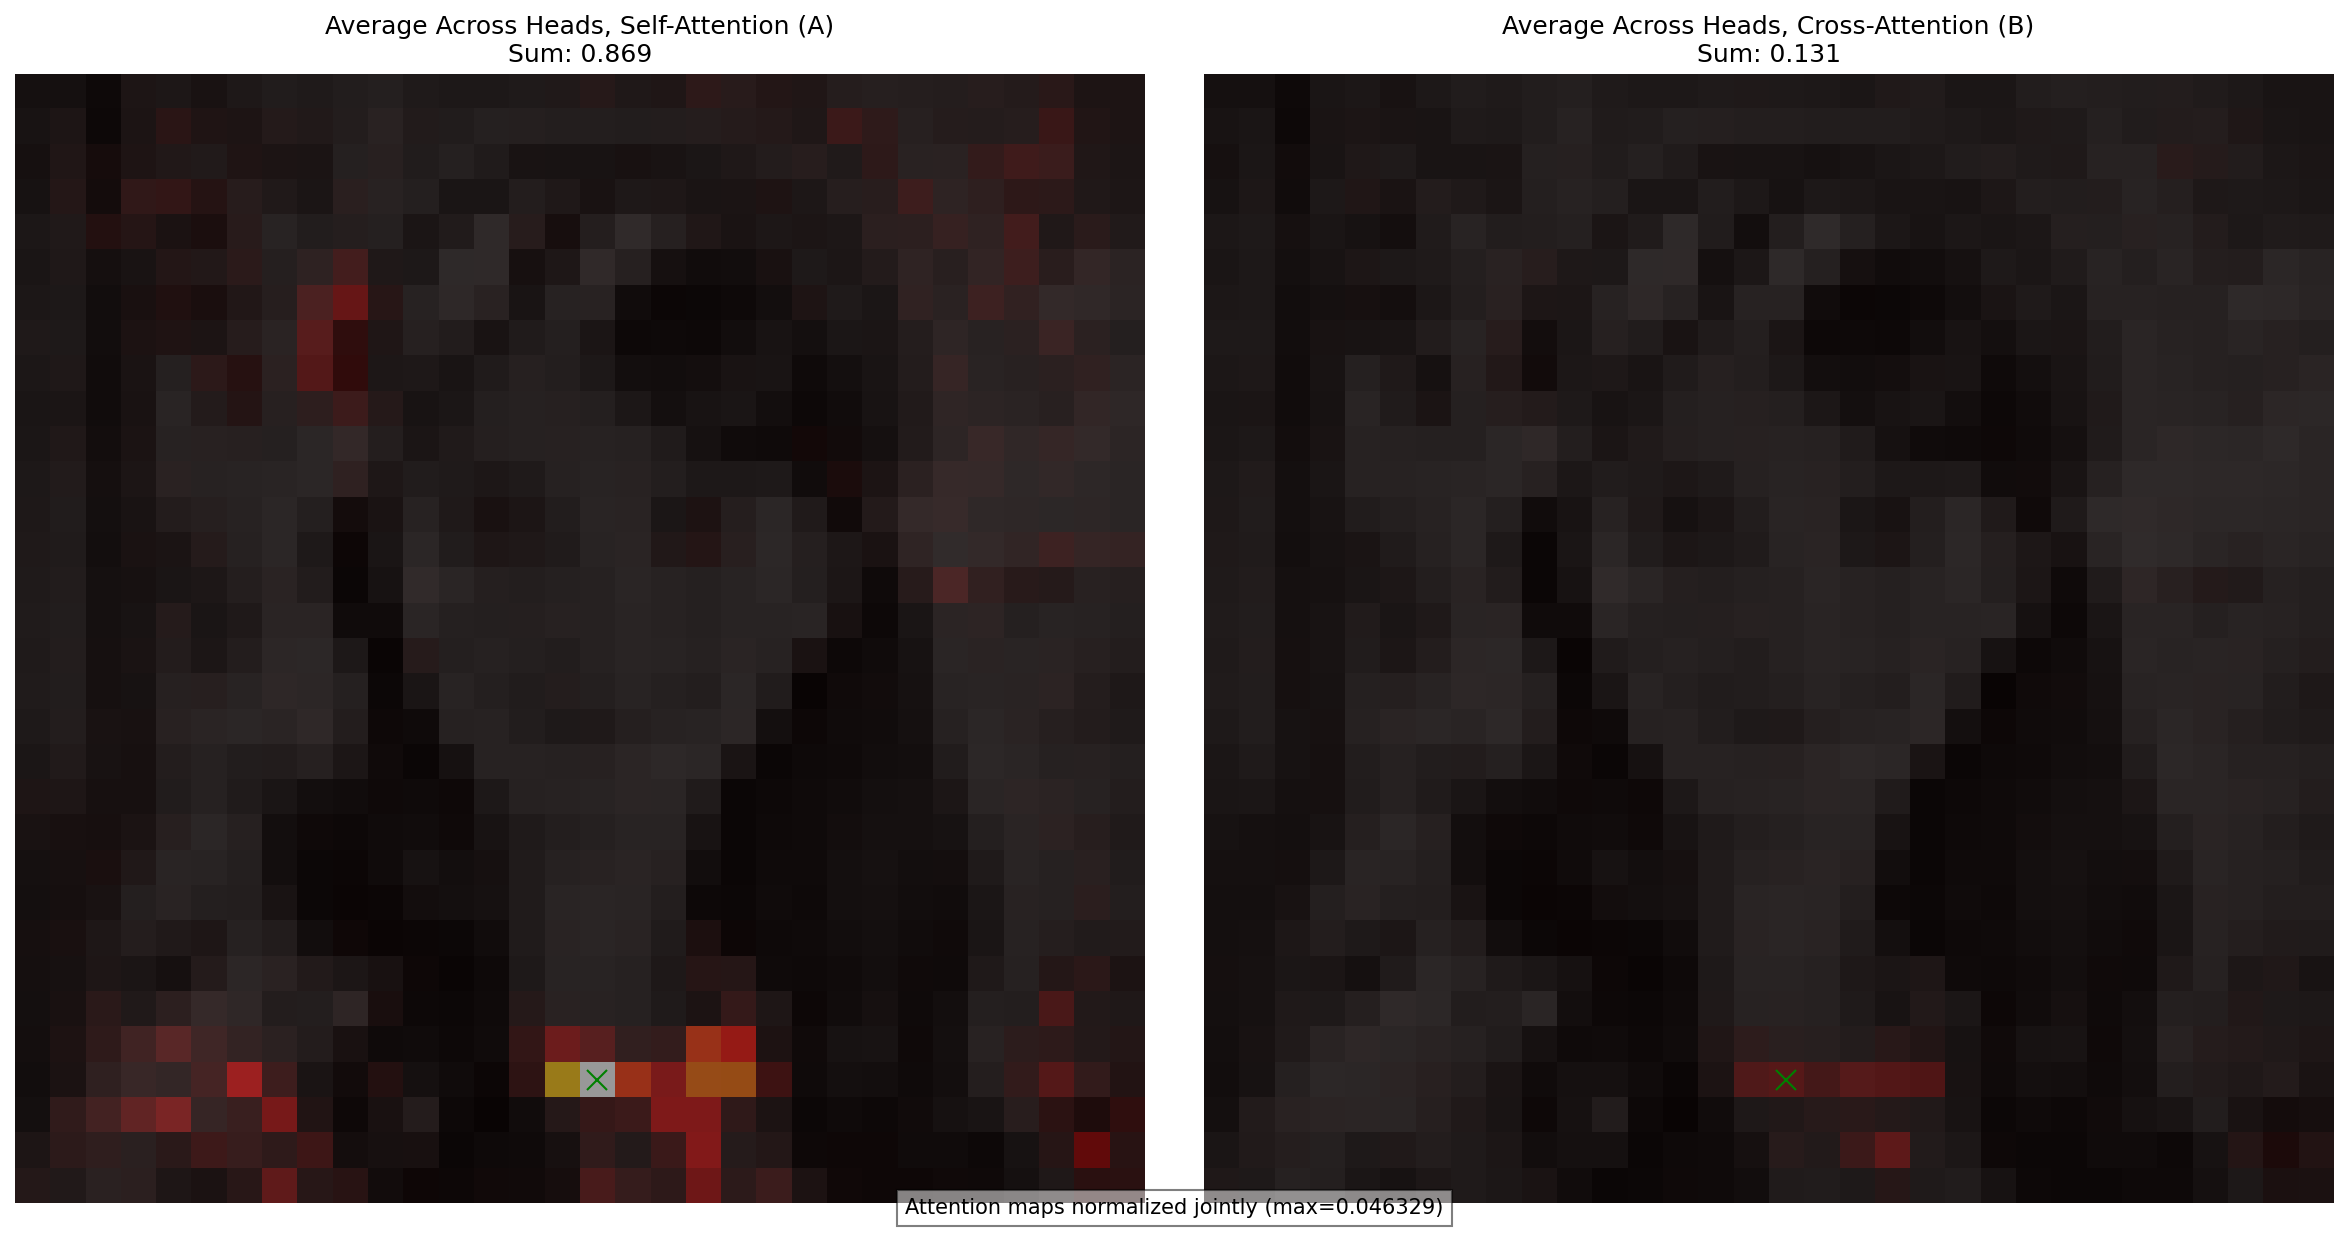 Average Across Heads, Self-Attention (A)
Sum: 0.869
Average Across Heads, Cross-Attention (B)
Sum: 0.131
Attention maps normalized jointly (max=0.046329)